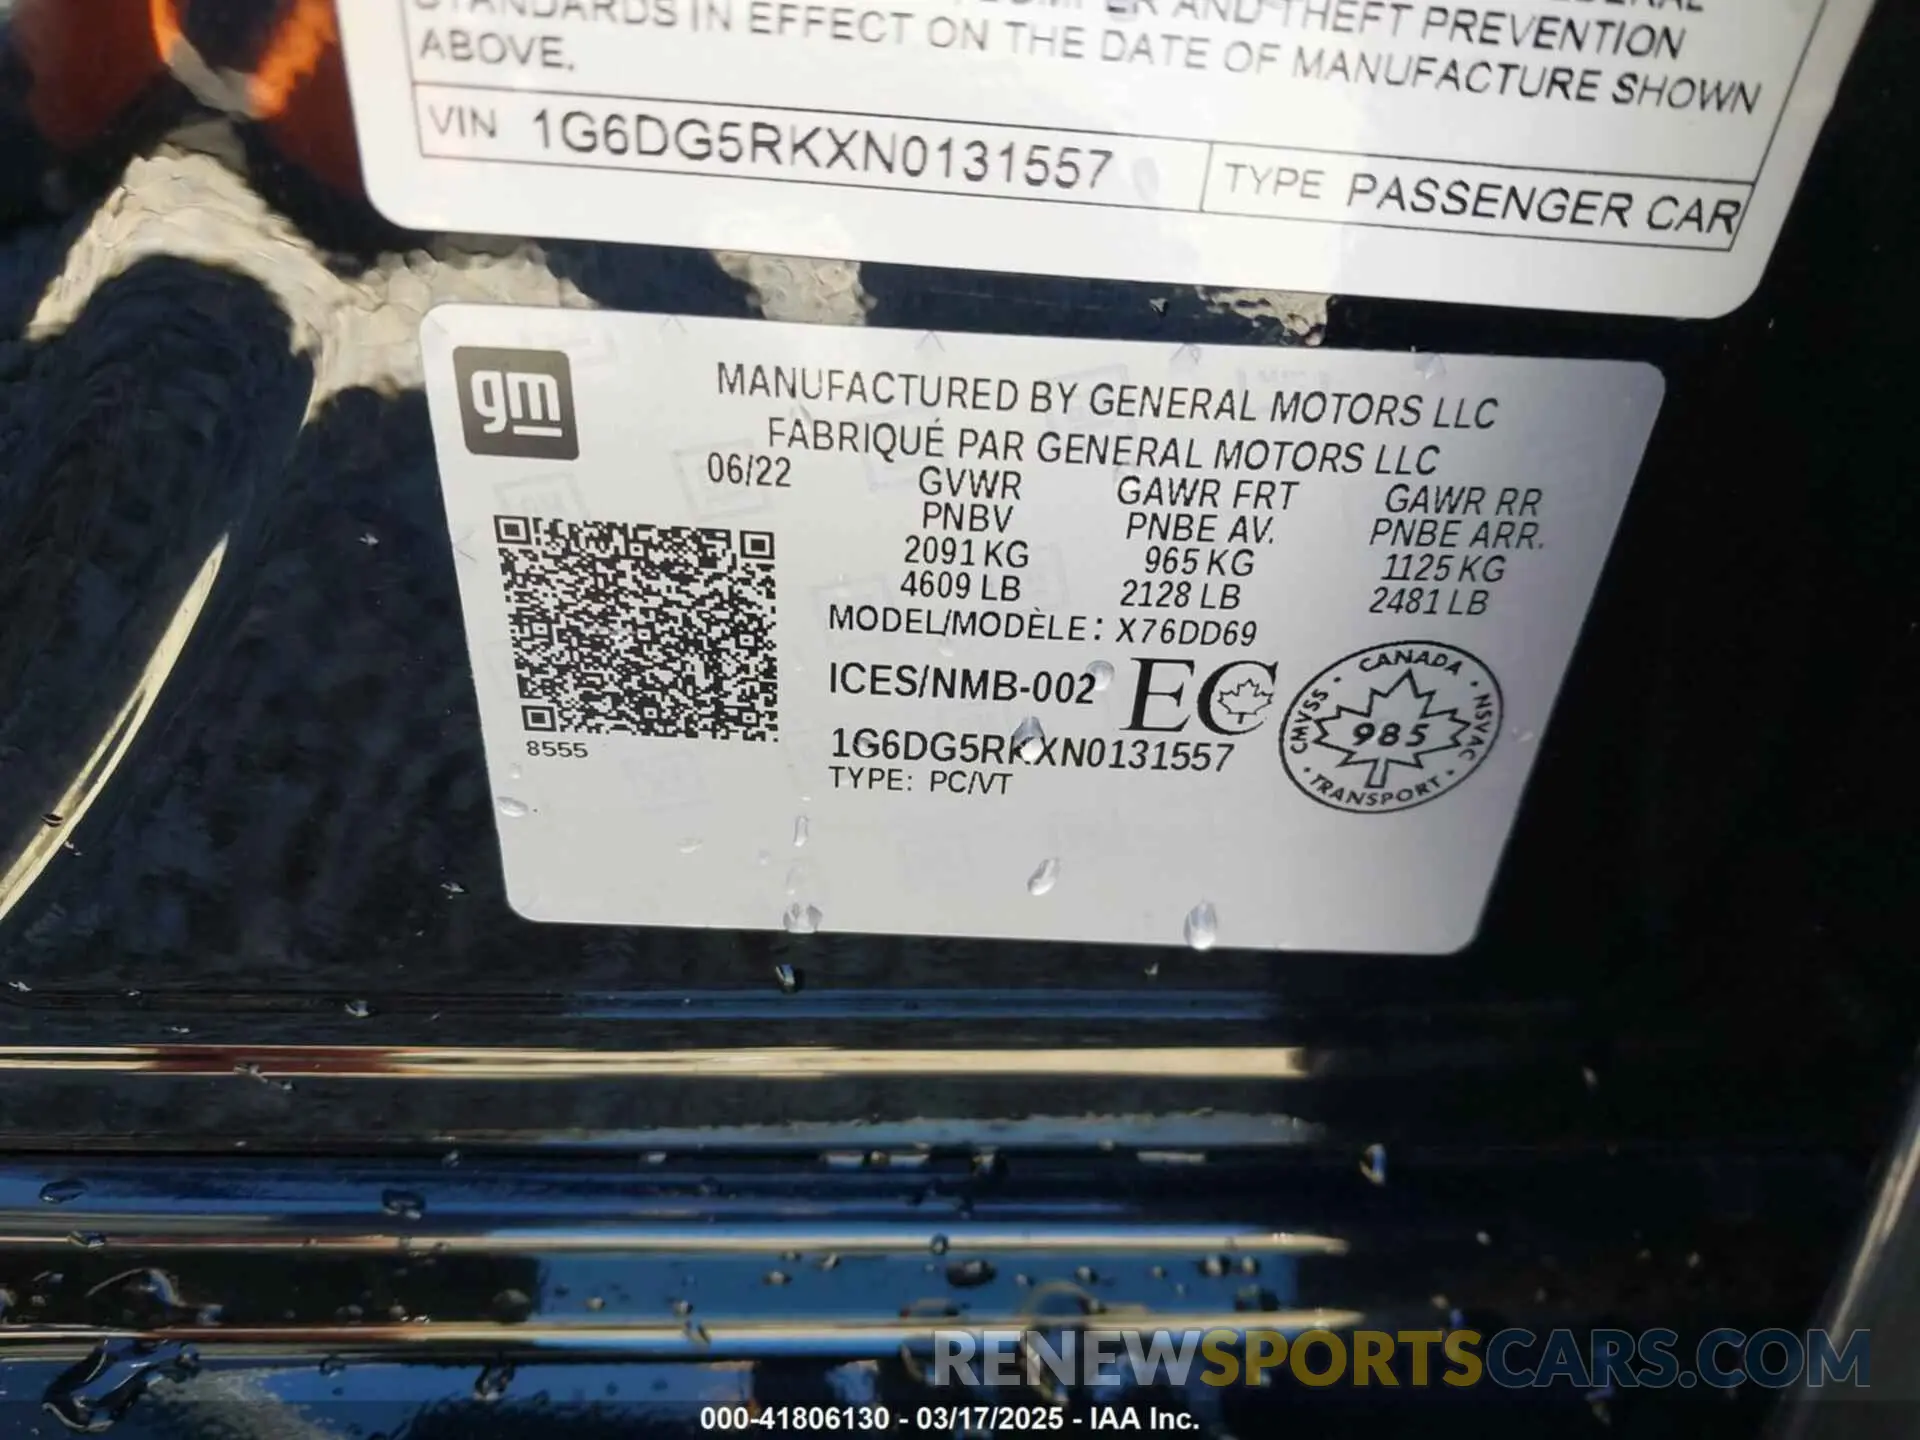 AND THEFT PREVENTION
STANDARDS IN EFFECT ON THE DATE OF MANUFACTURE SHOWN
ABOVE.
VIN 1G6DG5RKXN0131557 TYPE PASSENGER CAR
gm
MANUFACTURED BY GENERAL MOTORS LLC
FABRIQUÉ PAR GENERAL MOTORS LLC
06/22 GVWR GAWR FRT GAWR RR
PNBV PNBE AV. PNBE ARR.
2091 KG 965 KG 1125 KG
4609 LB 2128 LB 2481 LB
MODEL/MODÈLE: X76DD69
ICES/NMB-002 EC
8555
1G6DG5RKXN0131557
TYPE: PC/VT
CANADA · NSVAC · TRANSPORT · CMVSS ·
985
RENEWSPORTSCARS.COM
000-41806130 - 03/17/2025 - IAA Inc.